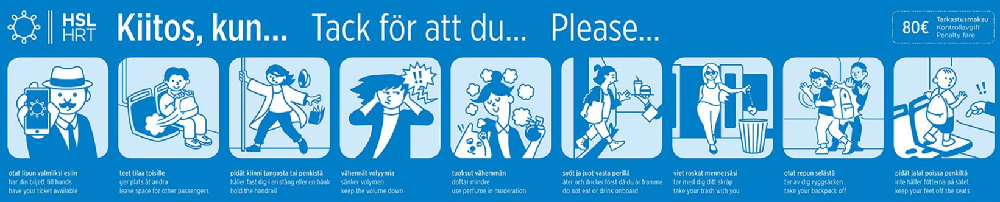 HSL
HRT
Kiitos, kun... Tack för att du... Please...
80€
Tarkastusmaksu
Kontrollavgift
Penalty fare
!!
!!
otat lipun valmiiksi esiin
har din biljett till hands
have your ticket available
teet tilaa toisille
ger plats åt andra
leave space for other passengers
pidät kiinni tangosta tai penkistä
håller fast dig i en stång eller en bänk
hold the handrail
vähennät volyymia
sänker volymen
keep the volume down
tuoksut vähemmän
doftar mindre
use perfume in moderation
syöt ja juot vasta perillä
äter och dricker först då du är framme
do not eat or drink onboard
viet roskat mennessäsi
tar med dig ditt skräp
take your trash with you
otat repun selästä
tar av dig ryggsäcken
take your backpack off
pidät jalat poissa penkiltä
inte håller fötterna på sätet
keep your feet off the seats